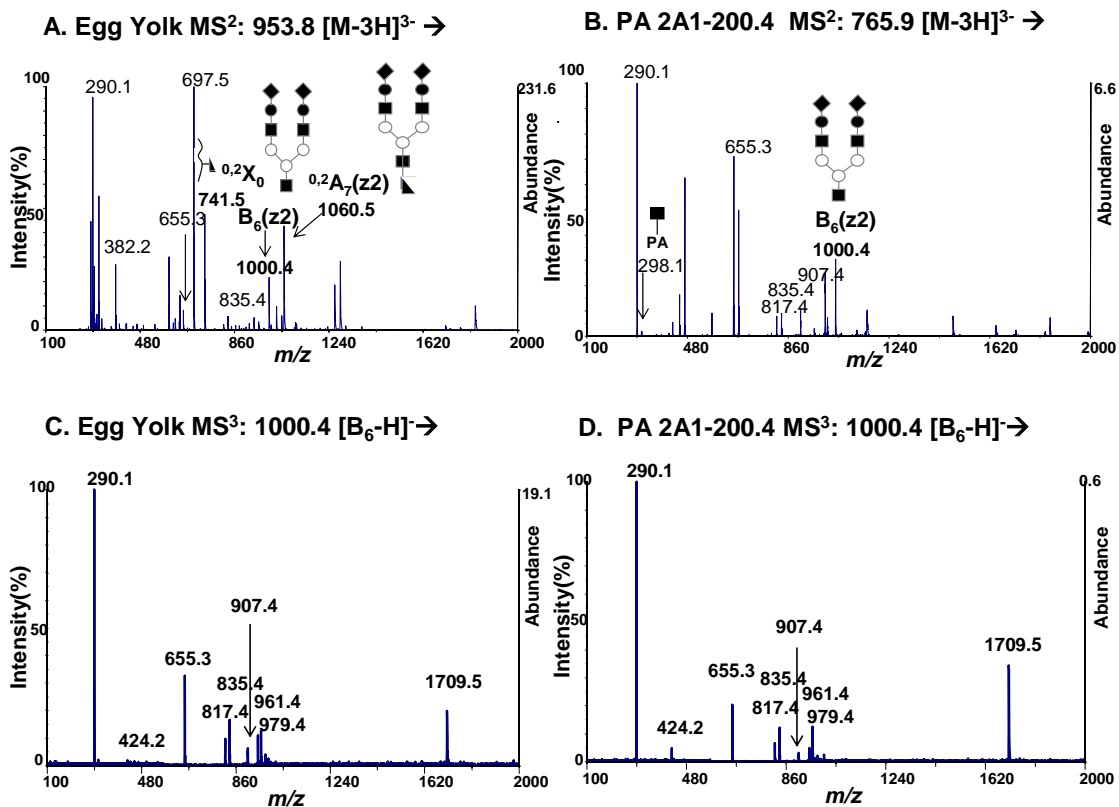 A. Egg Yolk MS²: 953.8 [M-3H]³⁻ →
100
290.1
697.5
231.6
Intensity(%)
50
0
382.2
655.3
0,2X0
741.5
B6(z2)
1000.4
835.4
0,2A7(z2)
1060.5
Abundance
100 480 860 1240 1620 2000
m/z
B. PA 2A1-200.4 MS²: 765.9 [M-3H]³⁻ →
100
290.1
6.6
655.3
Intensity(%)
50
0
PA
298.1
B6(z2)
1000.4
907.4
835.4
817.4
Abundance
100 480 860 1240 1620 2000
m/z
C. Egg Yolk MS³: 1000.4 [B6-H]⁻→
100
290.1
19.1
Intensity(%)
50
0
907.4
655.3
835.4
817.4
961.4
979.4
424.2
1709.5
Abundance
100 480 860 1240 1620 2000
m/z
D. PA 2A1-200.4 MS³: 1000.4 [B6-H]⁻→
100
290.1
0.6
Intensity(%)
50
0
907.4
655.3
835.4
817.4
961.4
979.4
424.2
1709.5
Abundance
100 480 860 1240 1620 2000
m/z